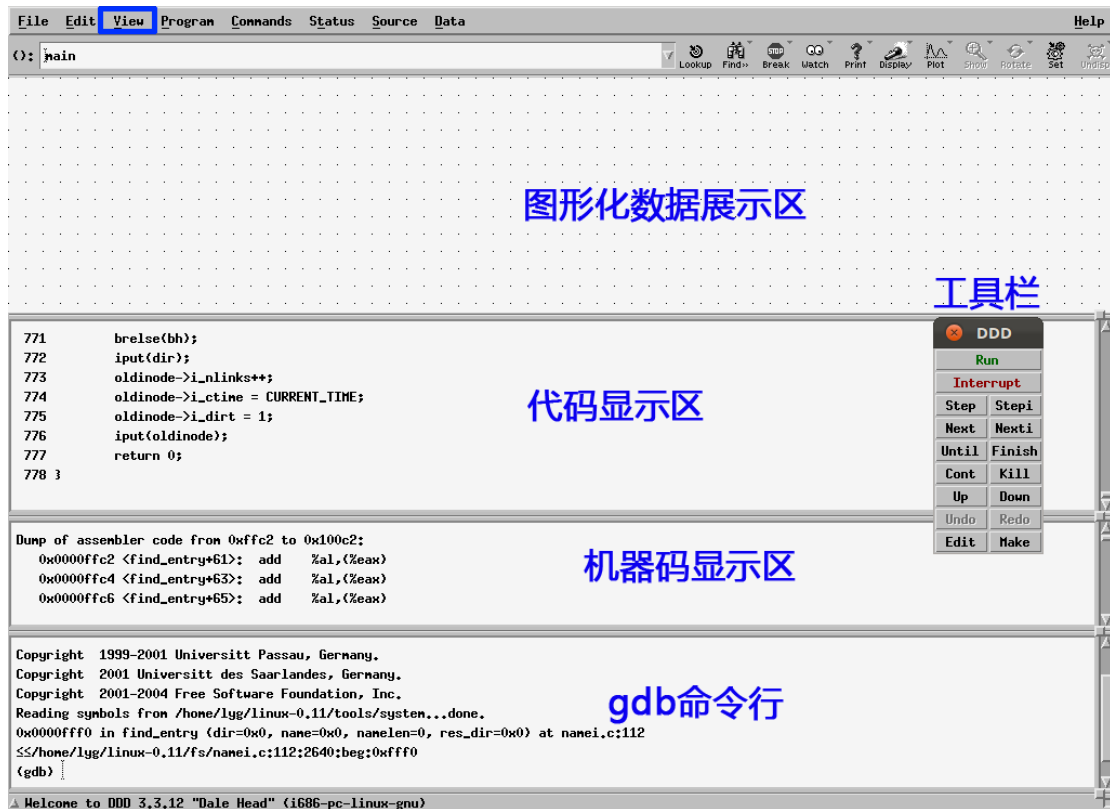 File Edit View Program Commands Status Source Data Help
(): main
Lookup Find» Break Watch Print Display Plot Show Rotate Set Undisp
图形化数据展示区
工具栏
DDD
Run
Interrupt
Step Stepi
Next Nexti
Until Finish
Cont Kill
Up Down
Undo Redo
Edit Make
771 brelse(bh);
772 iput(dir);
773 oldinode->i_nlinks++;
774 oldinode->i_ctime = CURRENT_TIME;
775 oldinode->i_dirt = 1;
776 iput(oldinode);
777 return 0;
778 }
代码显示区
Dump of assembler code from 0xffc2 to 0x100c2:
0x0000ffc2 <find_entry+61>: add %al,(%eax)
0x0000ffc4 <find_entry+63>: add %al,(%eax)
0x0000ffc6 <find_entry+65>: add %al,(%eax)
机器码显示区
Copyright 1999-2001 Universitt Passau, Germany.
Copyright 2001 Universitt des Saarlandes, Germany.
Copyright 2001-2004 Free Software Foundation, Inc.
Reading symbols from /home/lyg/linux-0.11/tools/system...done.
0x0000fff0 in find_entry (dir=0x0, name=0x0, namelen=0, res_dir=0x0) at namei.c:112
≤≤/home/lyg/linux-0.11/fs/namei.c:112:2640:beg:0xfff0
(gdb)
gdb命令行
Welcome to DDD 3.3.12 "Dale Head" (i686-pc-linux-gnu)